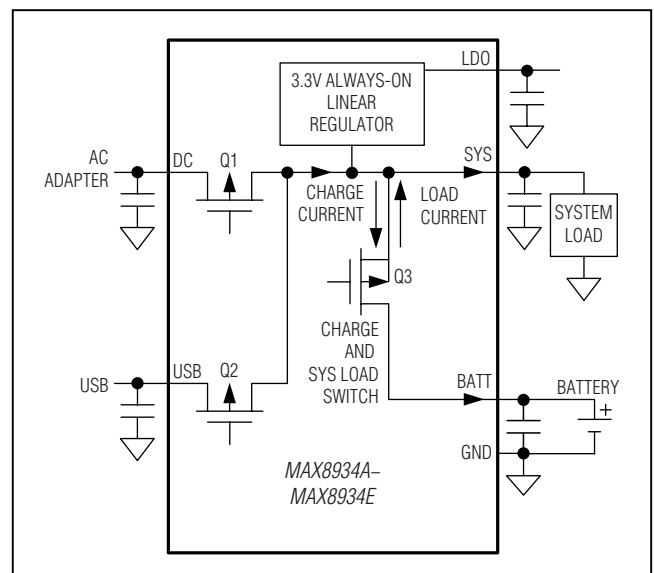 3.3V ALWAYS-ON
LINEAR
REGULATOR
LDO
AC
ADAPTER
DC
Q1
CHARGE
CURRENT
LOAD
CURRENT
SYS
SYSTEM
LOAD
Q3
CHARGE
AND
SYS LOAD
SWITCH
USB
USB
Q2
BATT
BATTERY
+
GND
MAX8934A–
MAX8934E